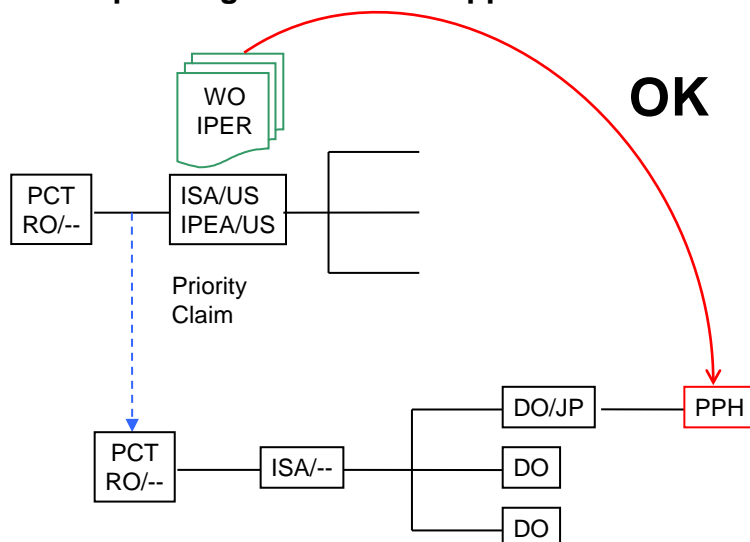 OK
WO
IPER
PCT
RO/--
ISA/US
IPEA/US
Priority
Claim
DO/JP
PPH
PCT
RO/--
ISA/--
DO
DO